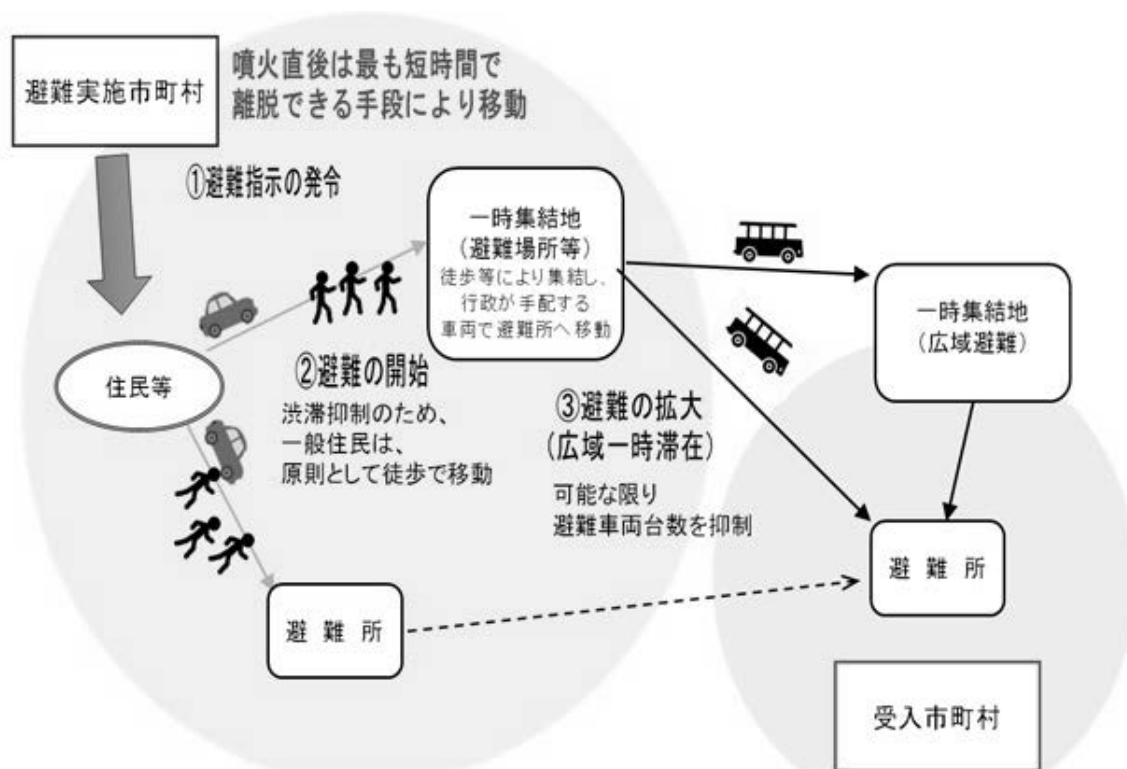 避難実施市町村
噴火直後は最も短時間で
離脱できる手段により移動
①避難指示の発令
一時集結地
(避難場所等)
徒歩等により集結し、
行政が手配する
車両で避難所へ移動
一時集結地
(広域避難)
住民等
②避難の開始
渋滞抑制のため、
一般住民は、
原則として徒歩で移動
③避難の拡大
(広域一時滞在)
可能な限り
避難車両台数を抑制
避難所
避難所
受入市町村